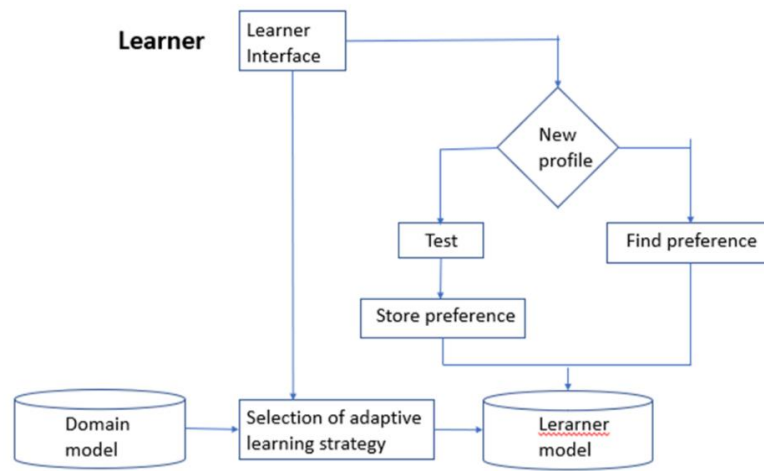 Learner
Learner
Interface
New
profile
Test
Find preference
Store preference
Domain
model
Selection of adaptive
learning strategy
Lerarner
model